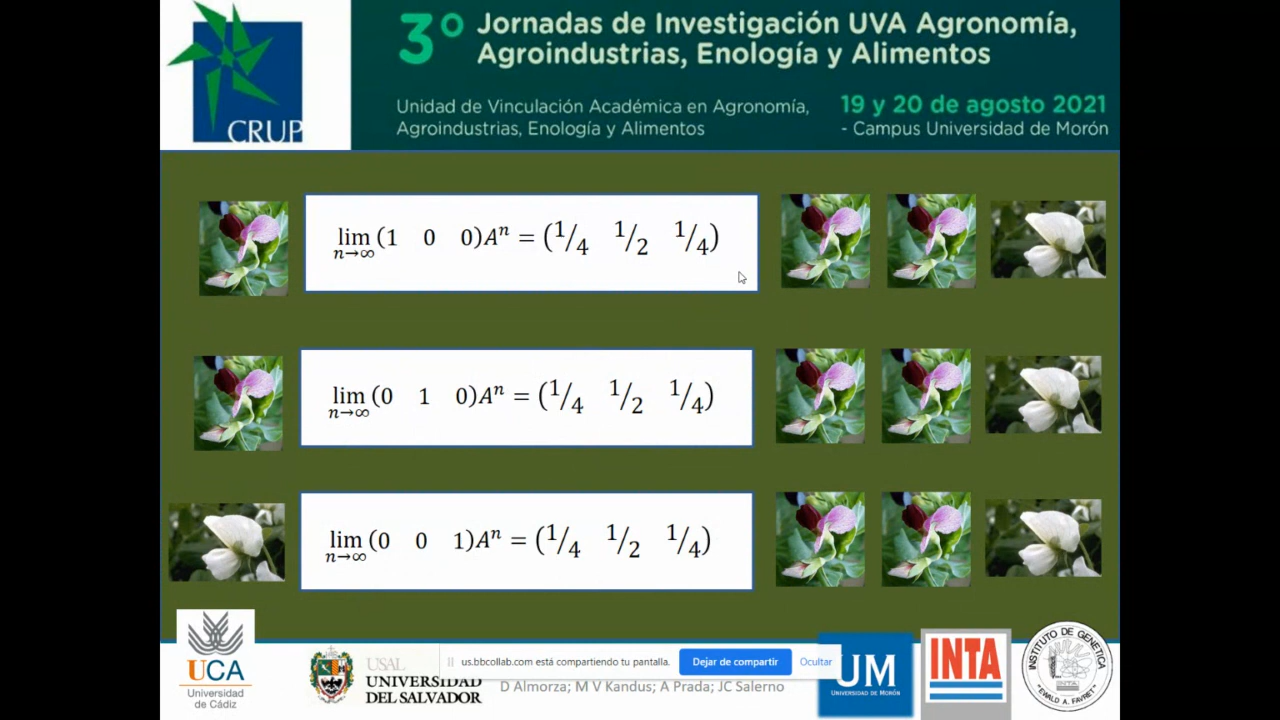 3º Jornadas de Investigación UVA Agronomía,
Agroindustrias, Enología y Alimentos
Unidad de Vinculación Académica en Agronomía,
Agroindustrias, Enología y Alimentos
19 y 20 de agosto 2021
- Campus Universidad de Morón
CRUP
lim n→∞ (1 0 0)Aⁿ = (1/4 1/2 1/4)
lim n→∞ (0 1 0)Aⁿ = (1/4 1/2 1/4)
lim n→∞ (0 0 1)Aⁿ = (1/4 1/2 1/4)
UCA
Universidad
de Cádiz
USAL
UNIVERSIDAD
DEL SALVADOR
us.bbcollab.com está compartiendo tu pantalla.
Dejar de compartir
Ocultar
D Almorza; M V Kandus; A Prada; JC Salerno
UM
UNIVERSIDAD DE MORÓN
INTA
INSTITUTO DE GENETICA
INTA
"EWALD A. FAVRET"